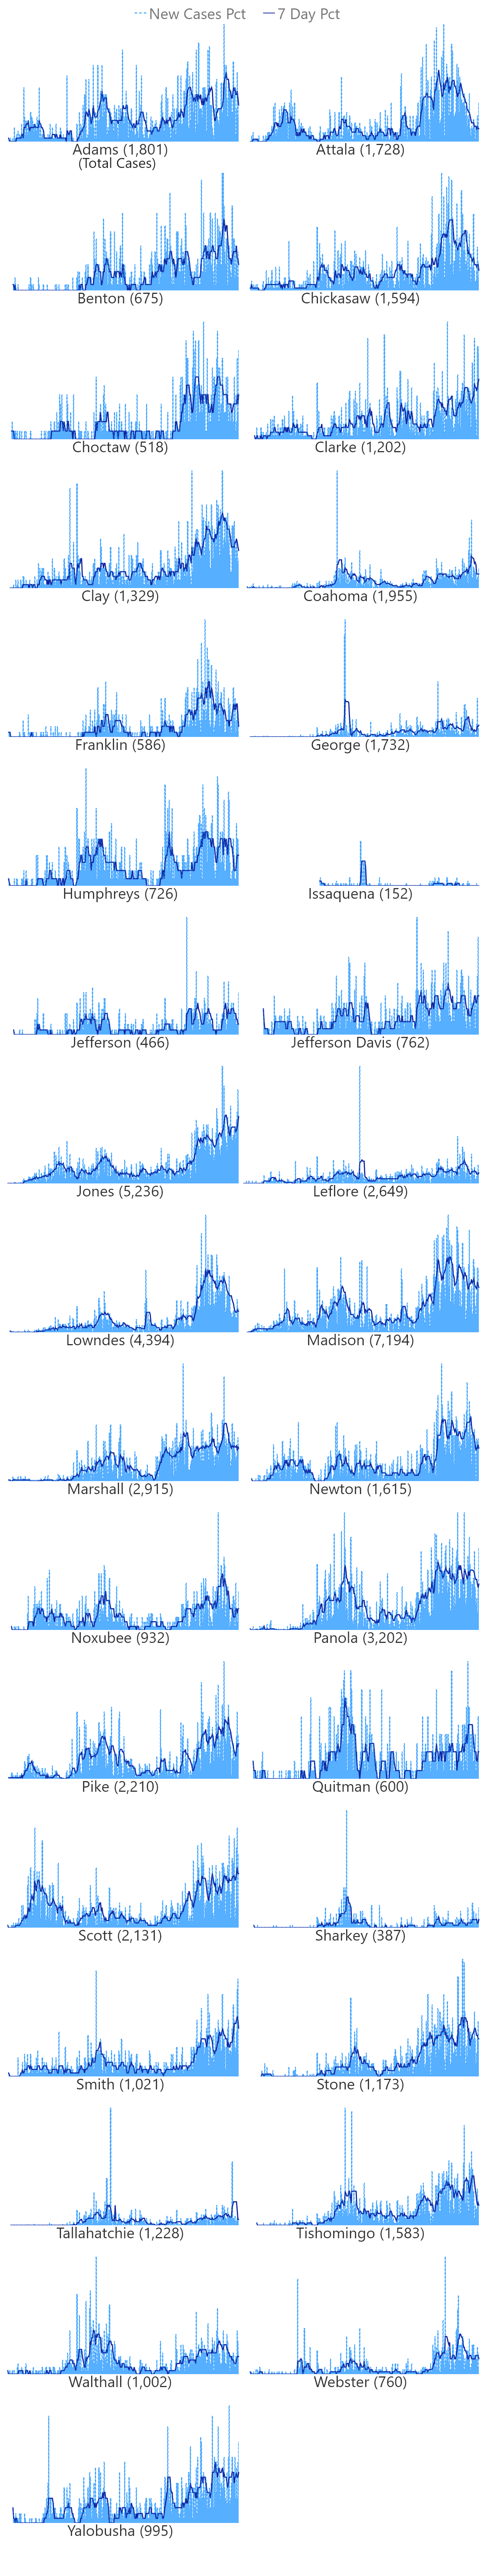 New Cases Pct 7 Day Pct
Adams (1,801) Attala (1,728)
(Total Cases)
Benton (675) Chickasaw (1,594)
Choctaw (518) Clarke (1,202)
Clay (1,329) Coahoma (1,955)
Franklin (586) George (1,732)
Humphreys (726) Issaquena (152)
Jefferson (466) Jefferson Davis (762)
Jones (5,236) Leflore (2,649)
Lowndes (4,394) Madison (7,194)
Marshall (2,915) Newton (1,615)
Noxubee (932) Panola (3,202)
Pike (2,210) Quitman (600)
Scott (2,131) Sharkey (387)
Smith (1,021) Stone (1,173)
Tallahatchie (1,228) Tishomingo (1,583)
Walthall (1,002) Webster (760)
Yalobusha (995)